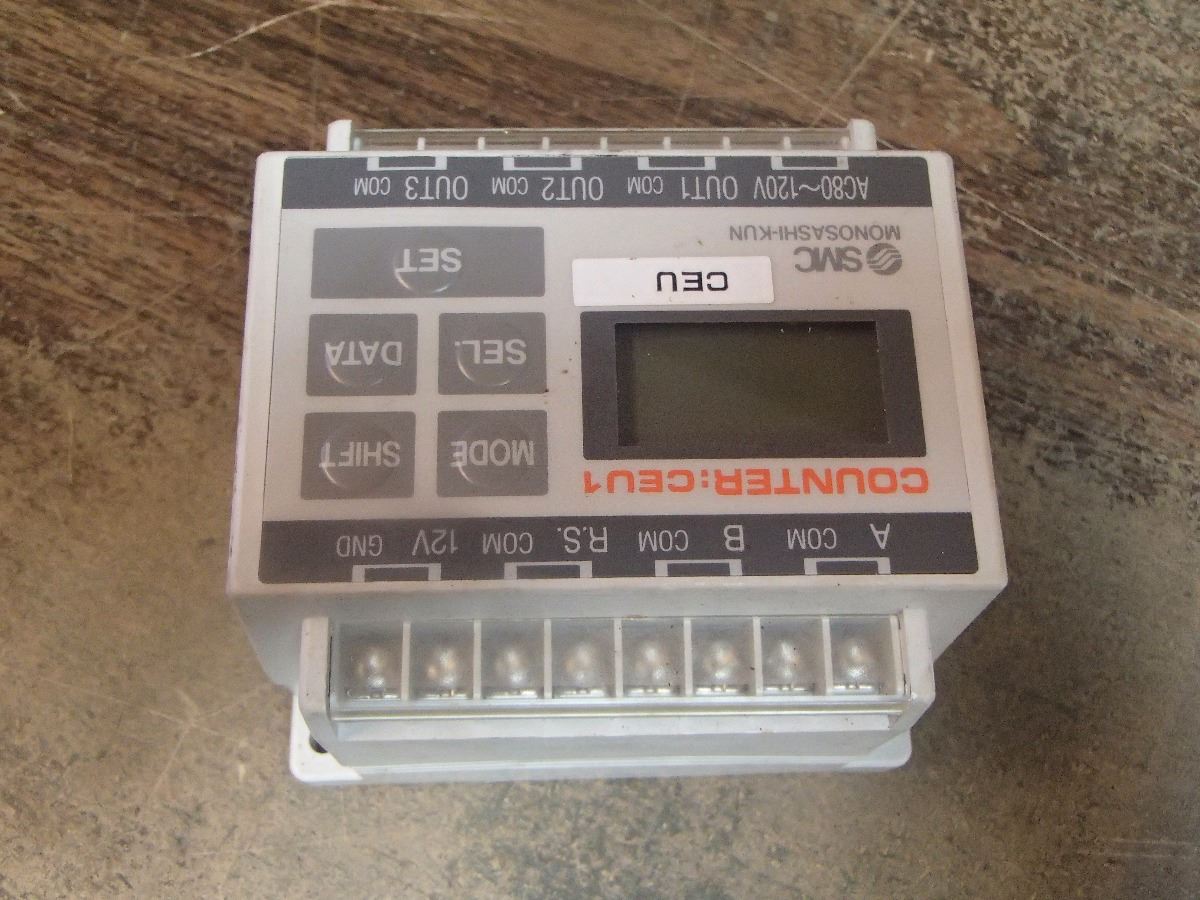 A COM B COM R.S. COM 12V GND
COUNTER:CEU1
MODE SHIFT
SEL. DATA
CEU
SET
SMC
MONOSASHI-KUN
AC80~120V OUT1 COM OUT2 COM OUT3 COM